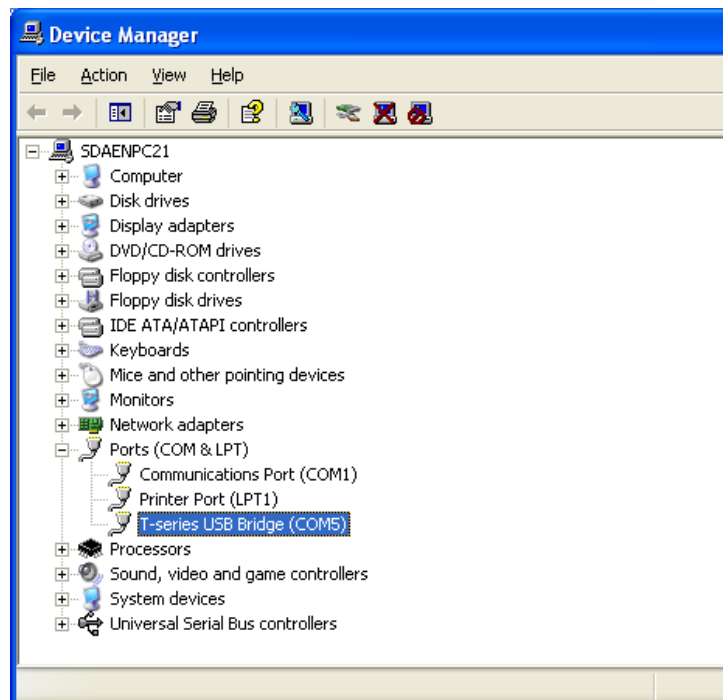 Device Manager
File Action View Help
SDAENPC21
Computer
Disk drives
Display adapters
DVD/CD-ROM drives
Floppy disk controllers
Floppy disk drives
IDE ATA/ATAPI controllers
Keyboards
Mice and other pointing devices
Monitors
Network adapters
Ports (COM & LPT)
Communications Port (COM1)
Printer Port (LPT1)
T-series USB Bridge (COM5)
Processors
Sound, video and game controllers
System devices
Universal Serial Bus controllers